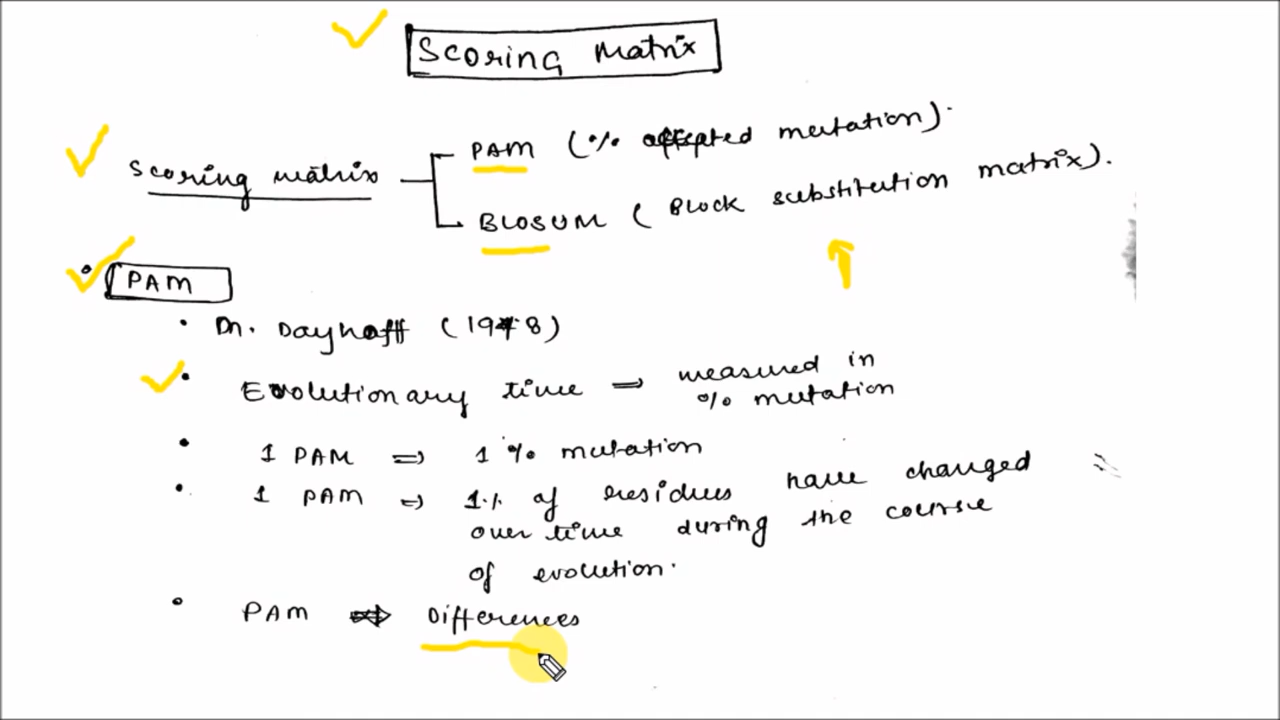 Scoring Matrix
PAM (% accepted mutation).
Scoring matrix
BLOSUM (Block substitution matrix).
• PAM
• Dr. Dayhoff (1978)
• Evolutionary time ⇒ measured in
% mutation
• 1 PAM ⇒ 1 % mutation
• 1 PAM ⇒ 1% of residues have changed
over time during the course
of evolution.
• PAM ⇒ Differences